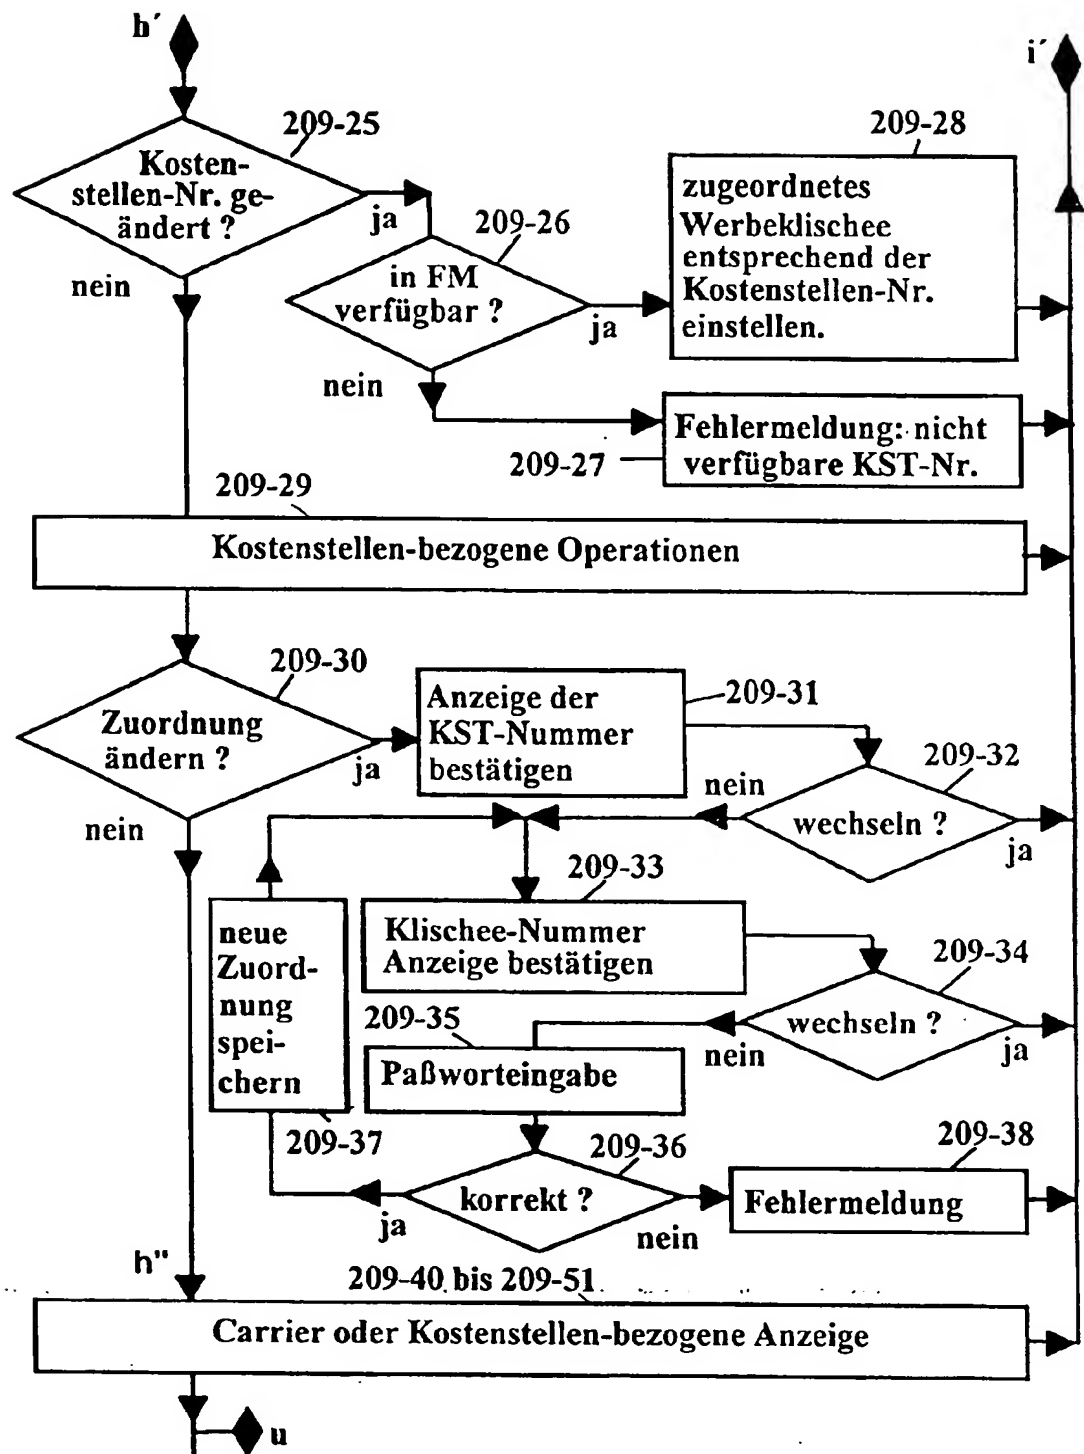 h´
i´
209-25
Kosten-
stellen-Nr. ge-
ändert ?
ja
nein
209-26
in FM
verfügbar ?
ja
nein
209-28
zugeordnetes
Werbeklischee
entsprechend der
Kostenstellen-Nr.
einstellen.
Fehlermeldung: nicht
verfügbare KST-Nr.
209-27
209-29
Kostenstellen-bezogene Operationen
209-30
Zuordnung
ändern ?
ja
nein
Anzeige der
KST-Nummer
bestätigen
209-31
209-32
wechseln ?
nein
ja
209-33
Klischee-Nummer
Anzeige bestätigen
209-34
wechseln ?
nein
ja
209-35
Paßworteingabe
neue
Zuord-
nung
spei-
chern
209-37
209-36
korrekt ?
ja
nein
209-38
Fehlermeldung
h"
209-40 bis 209-51
Carrier oder Kostenstellen-bezogene Anzeige
u